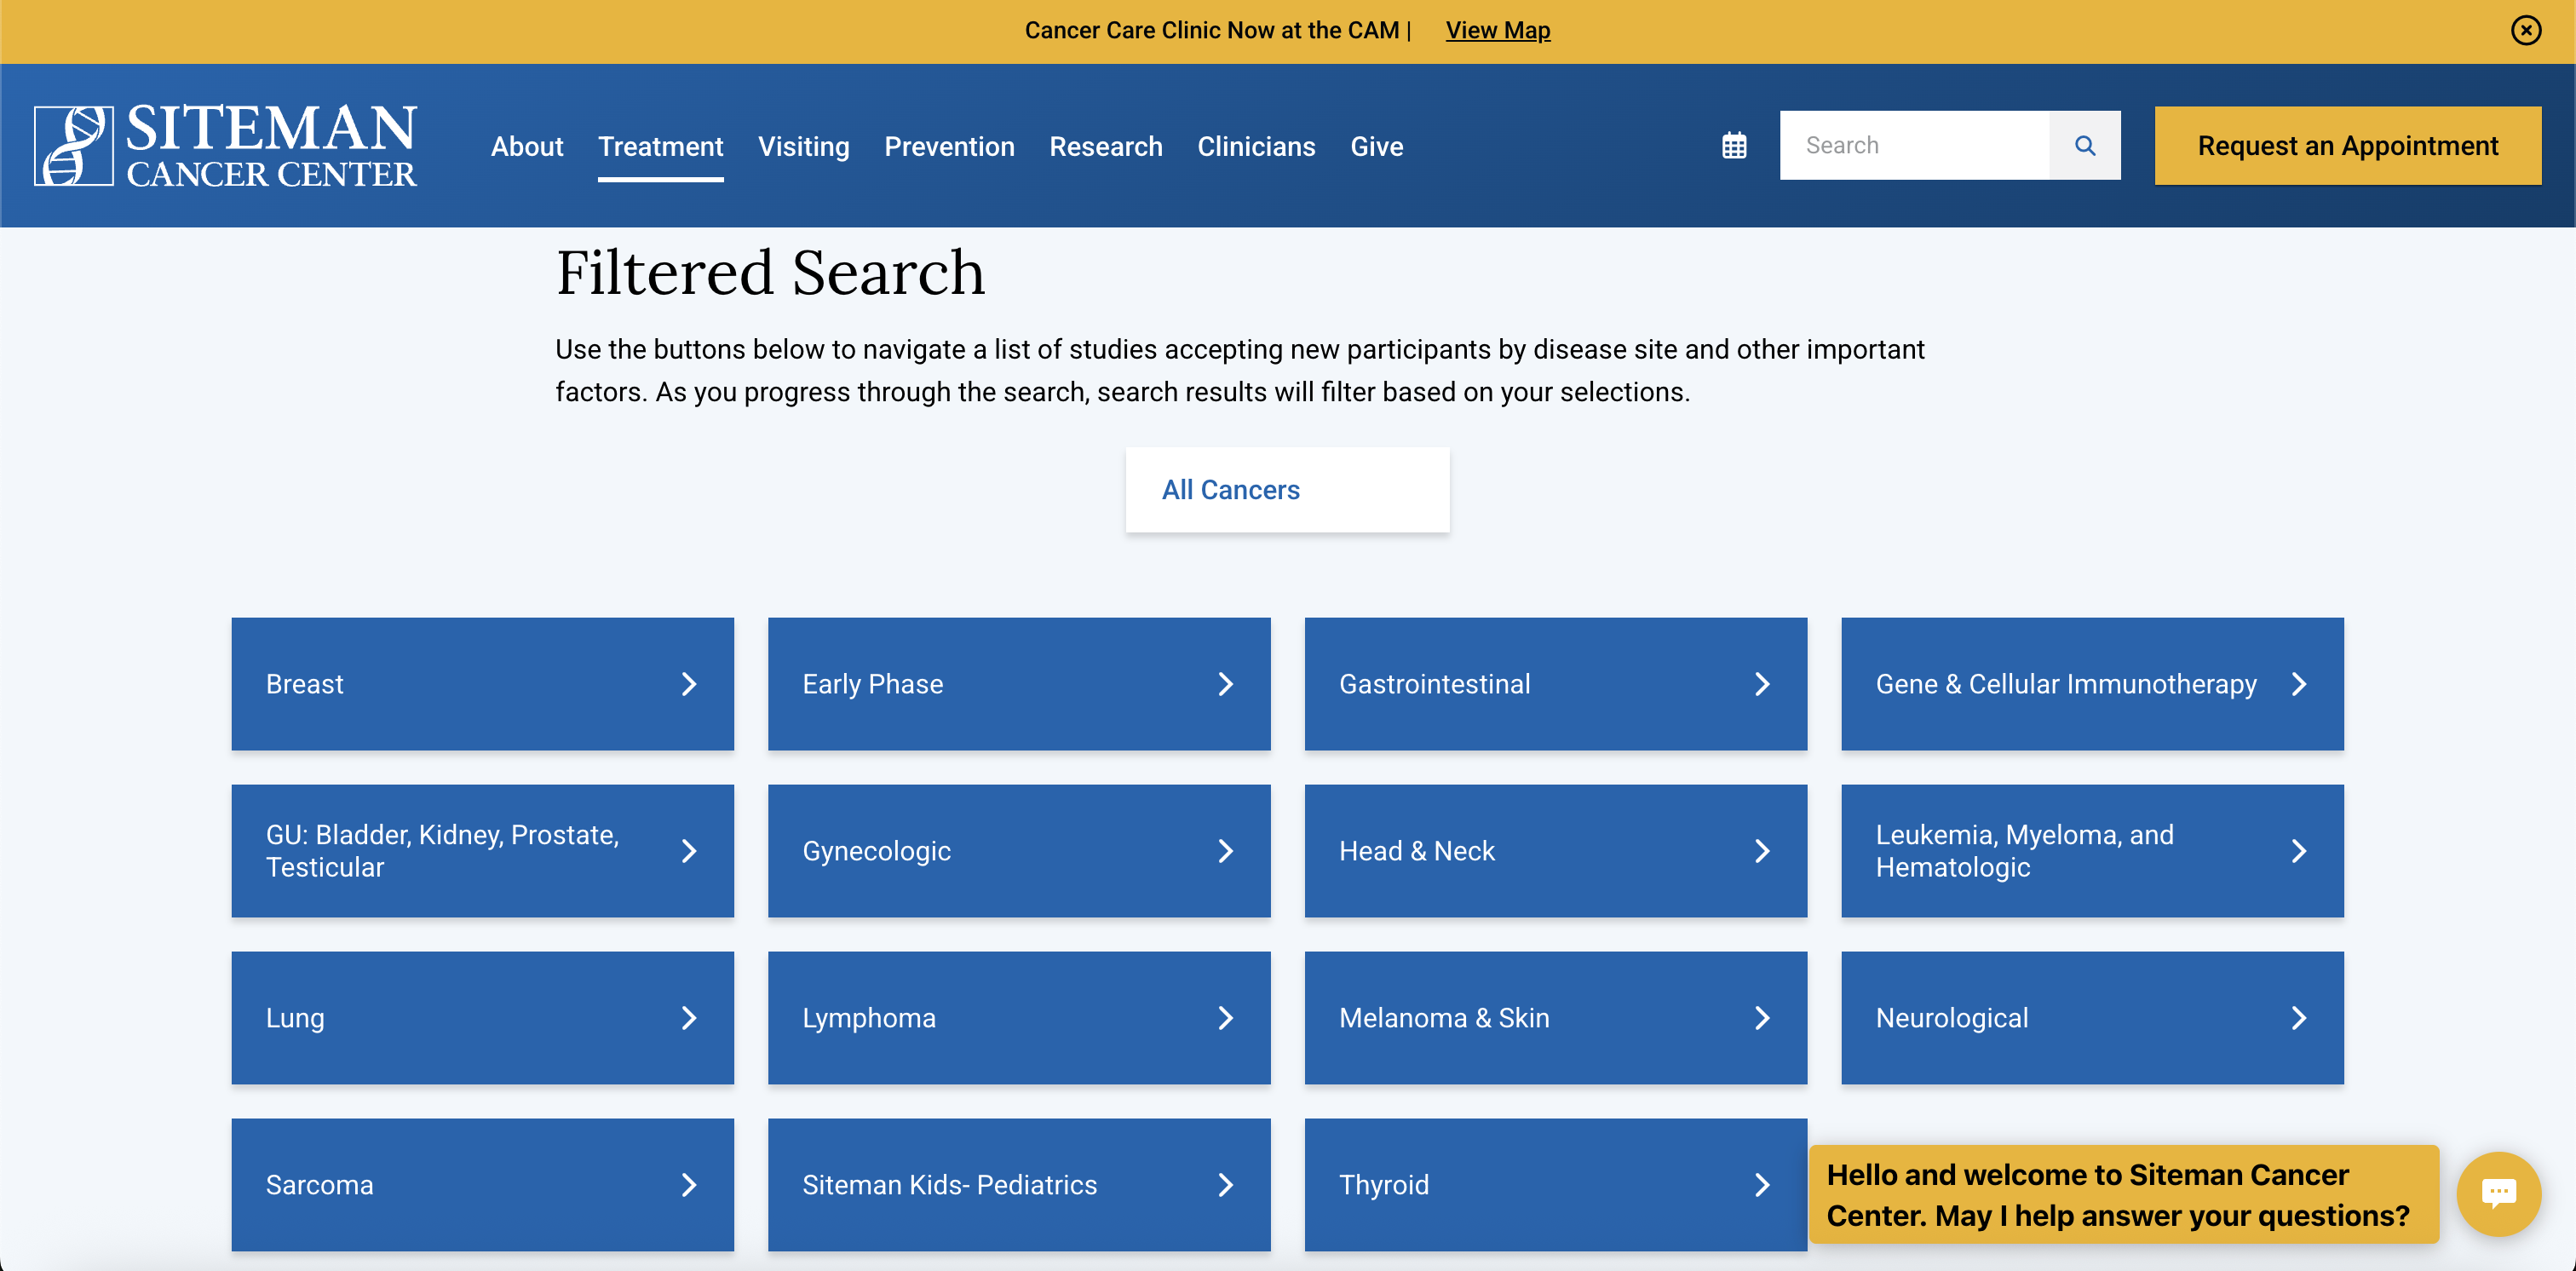 Cancer Care Clinic Now at the CAM | View Map
SITEMAN
CANCER CENTER
About Treatment Visiting Prevention Research Clinicians Give
Search
Request an Appointment
Filtered Search
Use the buttons below to navigate a list of studies accepting new participants by disease site and other important
factors. As you progress through the search, search results will filter based on your selections.
All Cancers
Breast
Early Phase
Gastrointestinal
Gene & Cellular Immunotherapy
GU: Bladder, Kidney, Prostate,
Testicular
Gynecologic
Head & Neck
Leukemia, Myeloma, and
Hematologic
Lung
Lymphoma
Melanoma & Skin
Neurological
Sarcoma
Siteman Kids- Pediatrics
Thyroid
Hello and welcome to Siteman Cancer
Center. May I help answer your questions?